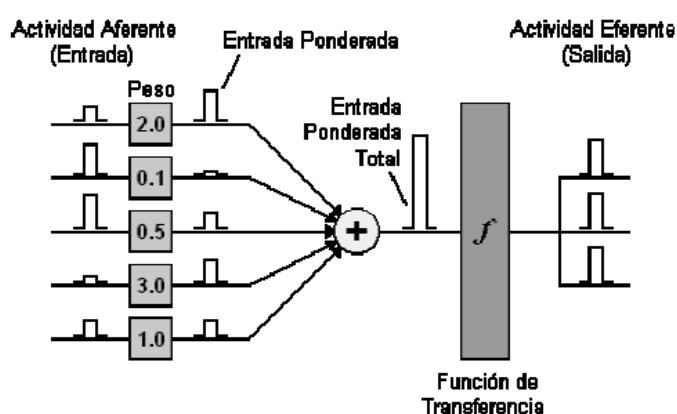 Actividad Aferente
(Entrada)
Entrada Ponderada
Actividad Eferente
(Salida)
Peso
2.0
0.1
0.5
3.0
1.0
Entrada
Ponderada
Total
+
f
Función de
Transferencia